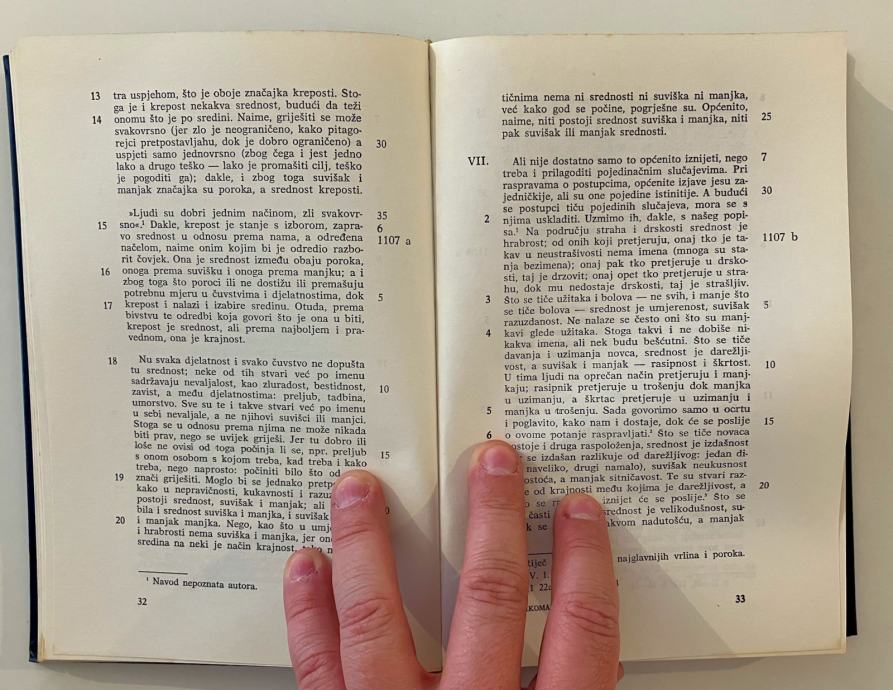 13 tra uspjehom, što je oboje značajka kreposti. Sto-
ga je i krepost nekakva srednost, budući da teži
14 onomu što je po sredini. Naime, griješiti se može
svakovrsno (jer zlo je neograničeno, kako pitago-
rejci pretpostavljahu, dok je dobro ograničeno) a 30
uspjeti samo jednovrsno (zbog čega i jest jedno
lako a drugo teško — lako je promašiti cilj, teško
je pogoditi ga); dakle, i zbog toga suvišak i
manjak značajka su poroka, a srednost kreposti.
»Ljudi su dobri jednim načinom, zli svakovr- 35
15 sno«.¹ Dakle, krepost je stanje s izborom, zapra- 6
vo srednost u odnosu prema nama, a određena 1107 a
načelom, naime onim kojim bi je odredio razbo-
rit čovjek. Ona je srednost između obaju poroka,
16 onoga prema suvišku i onoga prema manjku; a i
zbog toga što poroci ili ne dostižu ili premašuju
potrebnu mjeru u čuvstvima i djelatnostima, dok 5
17 krepost i nalazi i izabire sredinu. Otuda, prema
bivstvu te odredbi koja govori što je ona u biti,
krepost je srednost, ali prema najboljem i pra-
vednom, ona je krajnost.
18 Nu svaka djelatnost i svako čuvstvo ne dopušta
tu srednost; neke od tih stvari već po imenu
sadržavaju nevaljalost, kao zluradost, bestidnost, 10
zavist, a među djelatnostima: preljub, tadbina,
umorstvo. Sve su te i takve stvari već po imenu
u sebi nevaljale, a ne njihovi suvišci ili manjci.
Stoga se u odnosu prema njima ne može nikada
biti prav, nego se uvijek griješi. Jer tu dobro ili
loše ne ovisi od toga počinja li se, npr. preljub 15
s onom osobom s kojom treba, kad treba i kako
treba, nego naprosto: počiniti bilo što od
19 znači griješiti. Moglo bi se jednako
kako u nepravičnosti, kukavnosti i
postoji srednost, suvišak i manjak; ali
bila i srednost suviška i manjka, i suvišak
20 i manjak manjka. Nego, kao što u
i hrabrosti nema suviška i manjka, jer
sredina na neki je način krajnost,
¹ Navod nepoznata autora.
32
tičnima nema ni srednosti ni suviška ni manjka,
već kako god se počine, pogrješne su. Općenito,
naime, niti postoji srednost suviška i manjka, niti 25
pak suvišak ili manjak srednosti.
VII. Ali nije dostatno samo to općenito iznijeti, nego 7
treba i prilagoditi pojedinačnim slučajevima. Pri
raspravama o postupcima, općenite izjave jesu za-
jedničkije, ali su one pojedine istinitije. A budući 30
se postupci tiču pojedinih slučajeva, mora se s
2 njima uskladiti. Uzmimo ih, dakle, s našeg popi-
sa.¹ Na području straha i drskosti srednost je
hrabrost; od onih koji pretjeruju, onaj tko je ta- 1107 b
kav u neustrašivosti nema imena (mnoga su sta-
nja bezimena); onaj pak tko pretjeruje u drsko-
sti, taj je drzovit; onaj opet tko pretjeruje u stra-
hu, dok mu nedostaje drskosti, taj je strašljiv.
3 Što se tiče užitaka i bolova — ne svih, i manje što
se tiče bolova — srednost je umjerenost, suvišak 5
razuzdanost. Ne nalaze se često oni što su manj-
4 kavi glede užitaka. Stoga takvi i ne dobiše ni-
kakva imena, ali nek budu bešćutni. Što se tiče
davanja i uzimanja novca, srednost je darežlji-
vost, a suvišak i manjak — rasipnost i škrtost. 10
U tima ljudi na oprečan način pretjeruju i manj-
kaju; rasipnik pretjeruje u trošenju dok manjka
u uzimanju, a škrtac pretjeruje u uzimanju i
5 manjka u trošenju. Sada govorimo samo u ocrtu
i poglavito, kako nam i dostaje, dok će se poslije 15
6 o ovome potanje raspravljati.² Što se tiče novaca
postoje i druga raspoloženja, srednost je izdašnost
se izdašan razlikuje od darežljivog: jedan di-
naveliko, drugi namalo), suvišak neukusnost
a manjak sitničavost. Te su stvari raz-
od krajnosti među kojima je darežljivost, a 20
se iznijet će se poslije.³ Što se
časti srednost je velikodušnost, su-
se nadutošću, a manjak
najglavnijih vrlina i poroka.
V. 1.
33